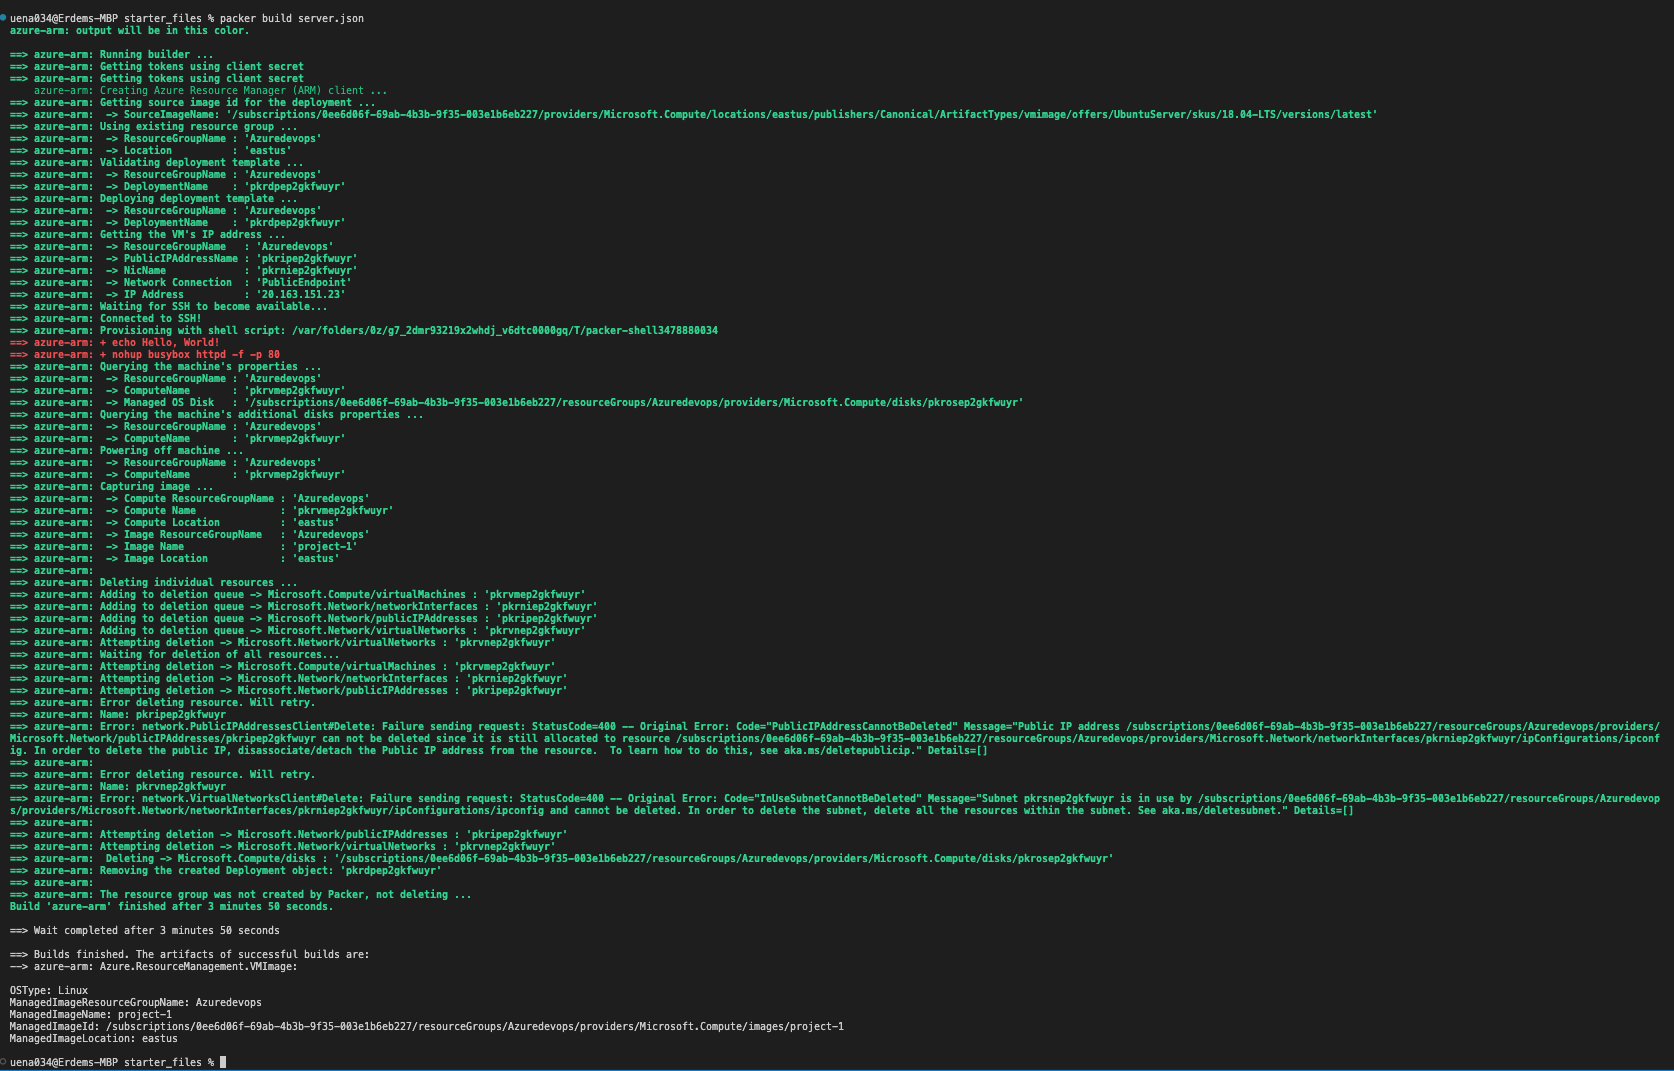 uena034@Erdems-MBP starter_files % packer build server.json
azure-arm: output will be in this color.
==> azure-arm: Running builder ...
==> azure-arm: Getting tokens using client secret
==> azure-arm: Getting tokens using client secret
    azure-arm: Creating Azure Resource Manager (ARM) client ...
==> azure-arm: Getting source image id for the deployment ...
==> azure-arm:  -> SourceImageName: '/subscriptions/0ee6d06f-69ab-4b3b-9f35-003e1b6eb227/providers/Microsoft.Compute/locations/eastus/publishers/Canonical/ArtifactTypes/vmimage/offers/UbuntuServer/skus/18.04-LTS/versions/latest'
==> azure-arm: Using existing resource group ...
==> azure-arm:  -> ResourceGroupName : 'Azuredevops'
==> azure-arm:  -> Location          : 'eastus'
==> azure-arm: Validating deployment template ...
==> azure-arm:  -> ResourceGroupName : 'Azuredevops'
==> azure-arm:  -> DeploymentName    : 'pkrdpep2gkfwuyr'
==> azure-arm: Deploying deployment template ...
==> azure-arm:  -> ResourceGroupName : 'Azuredevops'
==> azure-arm:  -> DeploymentName    : 'pkrdpep2gkfwuyr'
==> azure-arm: Getting the VM's IP address ...
==> azure-arm:  -> ResourceGroupName   : 'Azuredevops'
==> azure-arm:  -> PublicIPAddressName : 'pkripep2gkfwuyr'
==> azure-arm:  -> NicName             : 'pkrniep2gkfwuyr'
==> azure-arm:  -> Network Connection  : 'PublicEndpoint'
==> azure-arm:  -> IP Address          : '20.163.151.23'
==> azure-arm: Waiting for SSH to become available...
==> azure-arm: Connected to SSH!
==> azure-arm: Provisioning with shell script: /var/folders/0z/g7_2dmr93219x2whdj_v6dtc0000gq/T/packer-shell3478880034
==> azure-arm: + echo Hello, World!
==> azure-arm: + nohup busybox httpd -f -p 80
==> azure-arm: Querying the machine's properties ...
==> azure-arm:  -> ResourceGroupName : 'Azuredevops'
==> azure-arm:  -> ComputeName       : 'pkrvmep2gkfwuyr'
==> azure-arm:  -> Managed OS Disk   : '/subscriptions/0ee6d06f-69ab-4b3b-9f35-003e1b6eb227/resourceGroups/Azuredevops/providers/Microsoft.Compute/disks/pkrosep2gkfwuyr'
==> azure-arm: Querying the machine's additional disks properties ...
==> azure-arm:  -> ResourceGroupName : 'Azuredevops'
==> azure-arm:  -> ComputeName       : 'pkrvmep2gkfwuyr'
==> azure-arm: Powering off machine ...
==> azure-arm:  -> ResourceGroupName : 'Azuredevops'
==> azure-arm:  -> ComputeName       : 'pkrvmep2gkfwuyr'
==> azure-arm: Capturing image ...
==> azure-arm:  -> Compute ResourceGroupName : 'Azuredevops'
==> azure-arm:  -> Compute Name              : 'pkrvmep2gkfwuyr'
==> azure-arm:  -> Compute Location          : 'eastus'
==> azure-arm:  -> Image ResourceGroupName   : 'Azuredevops'
==> azure-arm:  -> Image Name                : 'project-1'
==> azure-arm:  -> Image Location            : 'eastus'
==> azure-arm:
==> azure-arm: Deleting individual resources ...
==> azure-arm: Adding to deletion queue -> Microsoft.Compute/virtualMachines : 'pkrvmep2gkfwuyr'
==> azure-arm: Adding to deletion queue -> Microsoft.Network/networkInterfaces : 'pkrniep2gkfwuyr'
==> azure-arm: Adding to deletion queue -> Microsoft.Network/publicIPAddresses : 'pkripep2gkfwuyr'
==> azure-arm: Adding to deletion queue -> Microsoft.Network/virtualNetworks : 'pkrvnep2gkfwuyr'
==> azure-arm: Attempting deletion -> Microsoft.Network/virtualNetworks : 'pkrvnep2gkfwuyr'
==> azure-arm: Waiting for deletion of all resources...
==> azure-arm: Attempting deletion -> Microsoft.Compute/virtualMachines : 'pkrvmep2gkfwuyr'
==> azure-arm: Attempting deletion -> Microsoft.Network/networkInterfaces : 'pkrniep2gkfwuyr'
==> azure-arm: Attempting deletion -> Microsoft.Network/publicIPAddresses : 'pkripep2gkfwuyr'
==> azure-arm: Error deleting resource. Will retry.
==> azure-arm: Name: pkripep2gkfwuyr
==> azure-arm: Error: network.PublicIPAddressesClient#Delete: Failure sending request: StatusCode=400 -- Original Error: Code="PublicIPAddressCannotBeDeleted" Message="Public IP address /subscriptions/0ee6d06f-69ab-4b3b-9f35-003e1b6eb227/resourceGroups/Azuredevops/providers/
Microsoft.Network/publicIPAddresses/pkripep2gkfwuyr can not be deleted since it is still allocated to resource /subscriptions/0ee6d06f-69ab-4b3b-9f35-003e1b6eb227/resourceGroups/Azuredevops/providers/Microsoft.Network/networkInterfaces/pkrniep2gkfwuyr/ipConfigurations/ipconf
ig. In order to delete the public IP, disassociate/detach the Public IP address from the resource.  To learn how to do this, see aka.ms/deletepublicip." Details=[]
==> azure-arm:
==> azure-arm: Error deleting resource. Will retry.
==> azure-arm: Name: pkrvnep2gkfwuyr
==> azure-arm: Error: network.VirtualNetworksClient#Delete: Failure sending request: StatusCode=400 -- Original Error: Code="InUseSubnetCannotBeDeleted" Message="Subnet pkrsnep2gkfwuyr is in use by /subscriptions/0ee6d06f-69ab-4b3b-9f35-003e1b6eb227/resourceGroups/Azuredevop
s/providers/Microsoft.Network/networkInterfaces/pkrniep2gkfwuyr/ipConfigurations/ipconfig and cannot be deleted. In order to delete the subnet, delete all the resources within the subnet. See aka.ms/deletesubnet." Details=[]
==> azure-arm:
==> azure-arm: Attempting deletion -> Microsoft.Network/publicIPAddresses : 'pkripep2gkfwuyr'
==> azure-arm: Attempting deletion -> Microsoft.Network/virtualNetworks : 'pkrvnep2gkfwuyr'
==> azure-arm:  Deleting -> Microsoft.Compute/disks : '/subscriptions/0ee6d06f-69ab-4b3b-9f35-003e1b6eb227/resourceGroups/Azuredevops/providers/Microsoft.Compute/disks/pkrosep2gkfwuyr'
==> azure-arm: Removing the created Deployment object: 'pkrdpep2gkfwuyr'
==> azure-arm:
==> azure-arm: The resource group was not created by Packer, not deleting ...
Build 'azure-arm' finished after 3 minutes 50 seconds.
==> Wait completed after 3 minutes 50 seconds
==> Builds finished. The artifacts of successful builds are:
--> azure-arm: Azure.ResourceManagement.VMImage:
OSType: Linux
ManagedImageResourceGroupName: Azuredevops
ManagedImageName: project-1
ManagedImageId: /subscriptions/0ee6d06f-69ab-4b3b-9f35-003e1b6eb227/resourceGroups/Azuredevops/providers/Microsoft.Compute/images/project-1
ManagedImageLocation: eastus
uena034@Erdems-MBP starter_files %